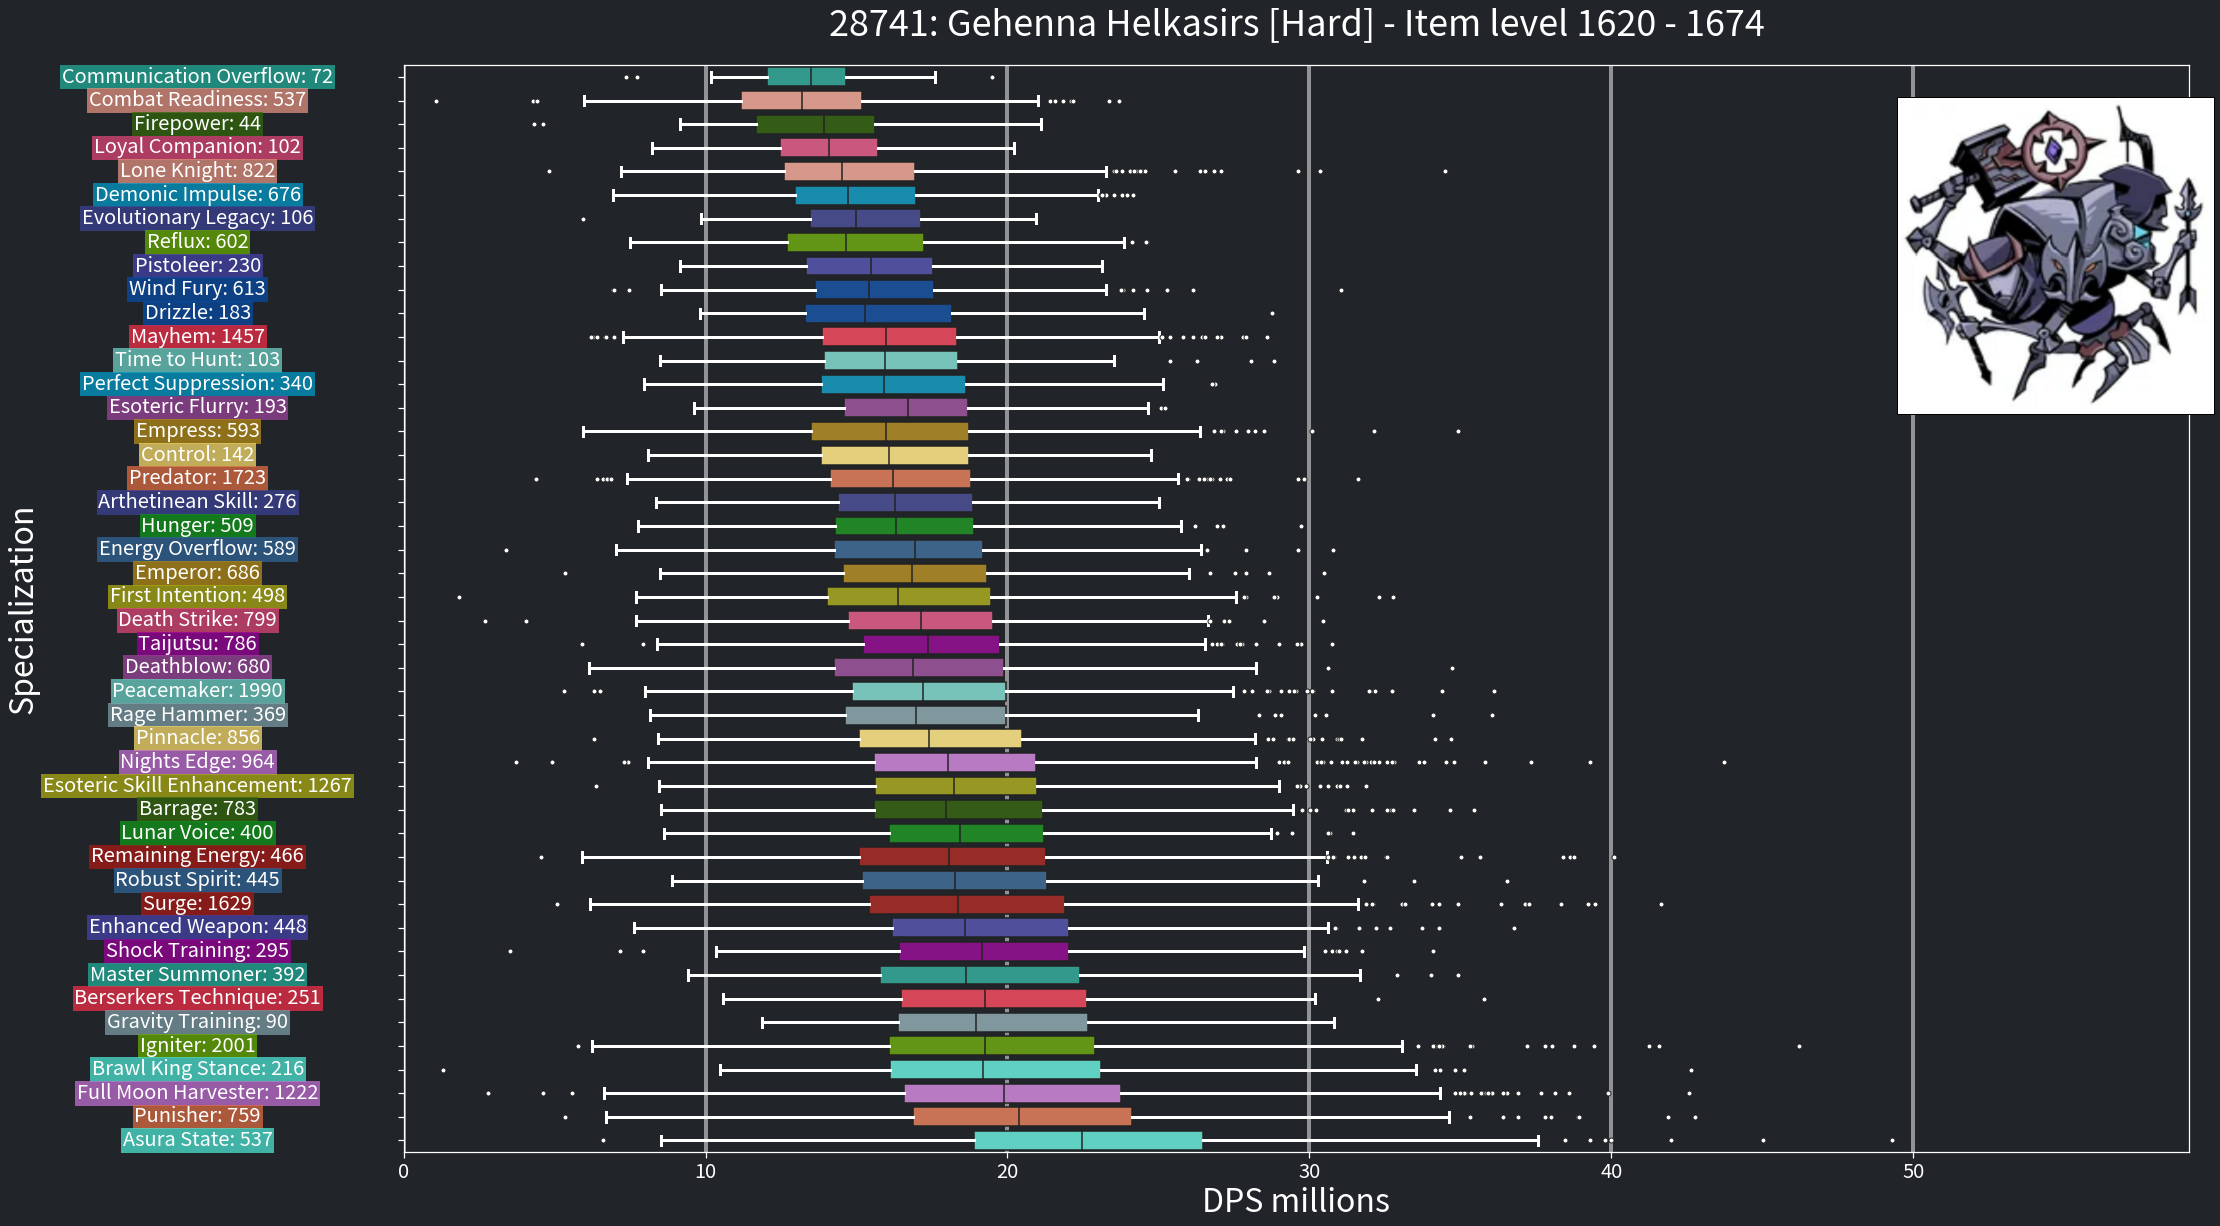 28741: Gehenna Helkasirs [Hard] - Item level 1620 - 1674
Communication Overflow: 72
Combat Readiness: 537
Firepower: 44
Loyal Companion: 102
Lone Knight: 822
Demonic Impulse: 676
Evolutionary Legacy: 106
Reflux: 602
Pistoleer: 230
Wind Fury: 613
Drizzle: 183
Mayhem: 1457
Time to Hunt: 103
Perfect Suppression: 340
Esoteric Flurry: 193
Empress: 593
Control: 142
Predator: 1723
Arthetinean Skill: 276
Hunger: 509
Energy Overflow: 589
Emperor: 686
First Intention: 498
Death Strike: 799
Taijutsu: 786
Deathblow: 680
Peacemaker: 1990
Rage Hammer: 369
Pinnacle: 856
Nights Edge: 964
Esoteric Skill Enhancement: 1267
Barrage: 783
Lunar Voice: 400
Remaining Energy: 466
Robust Spirit: 445
Surge: 1629
Enhanced Weapon: 448
Shock Training: 295
Master Summoner: 392
Berserkers Technique: 251
Gravity Training: 90
Igniter: 2001
Brawl King Stance: 216
Full Moon Harvester: 1222
Punisher: 759
Asura State: 537
Specialization
0 10 20 30 40 50
DPS millions